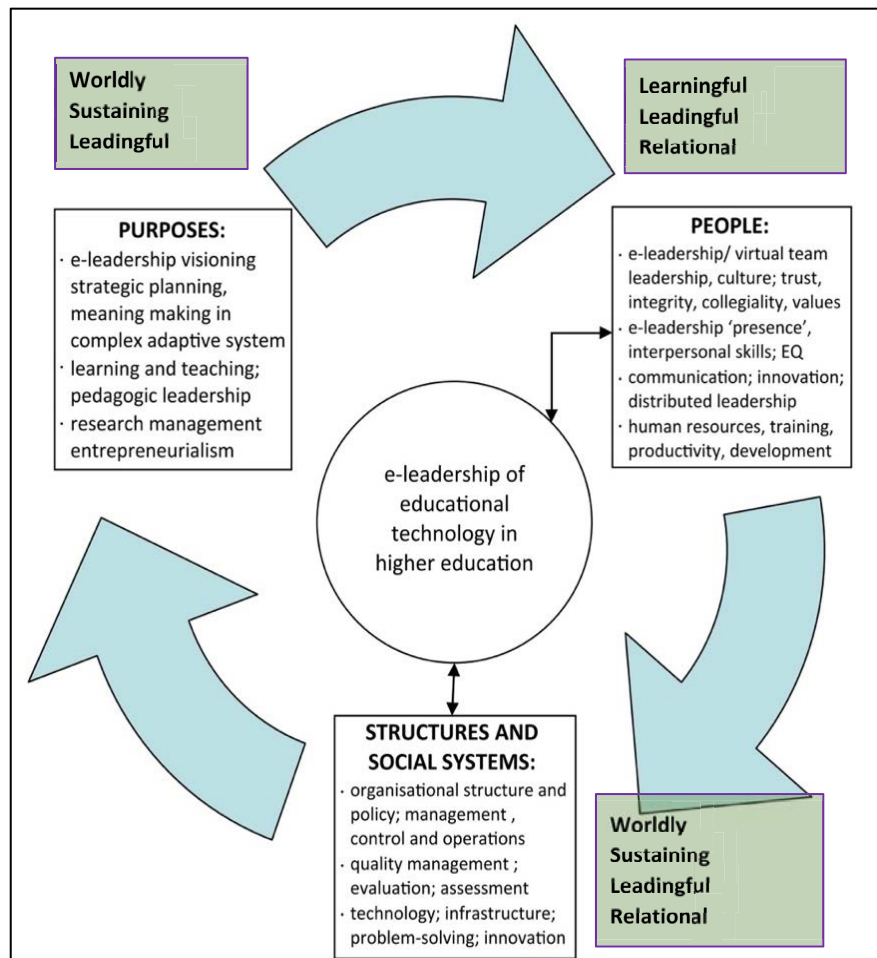 Worldly
Sustaining
Leadingful
Learningful
Leadingful
Relational
PURPOSES:
· e-leadership visioning
strategic planning,
meaning making in
complex adaptive system
· learning and teaching;
pedagogic leadership
· research management
entrepreneurialism
PEOPLE:
· e-leadership/ virtual team
leadership, culture; trust,
integrity, collegiality, values
· e-leadership ‘presence’,
interpersonal skills; EQ
· communication; innovation;
distributed leadership
· human resources, training,
productivity, development
e-leadership of
educational
technology in
higher education
STRUCTURES AND
SOCIAL SYSTEMS:
· organisational structure and
policy; management ,
control and operations
· quality management ;
evaluation; assessment
· technology; infrastructure;
problem-solving; innovation
Worldly
Sustaining
Leadingful
Relational